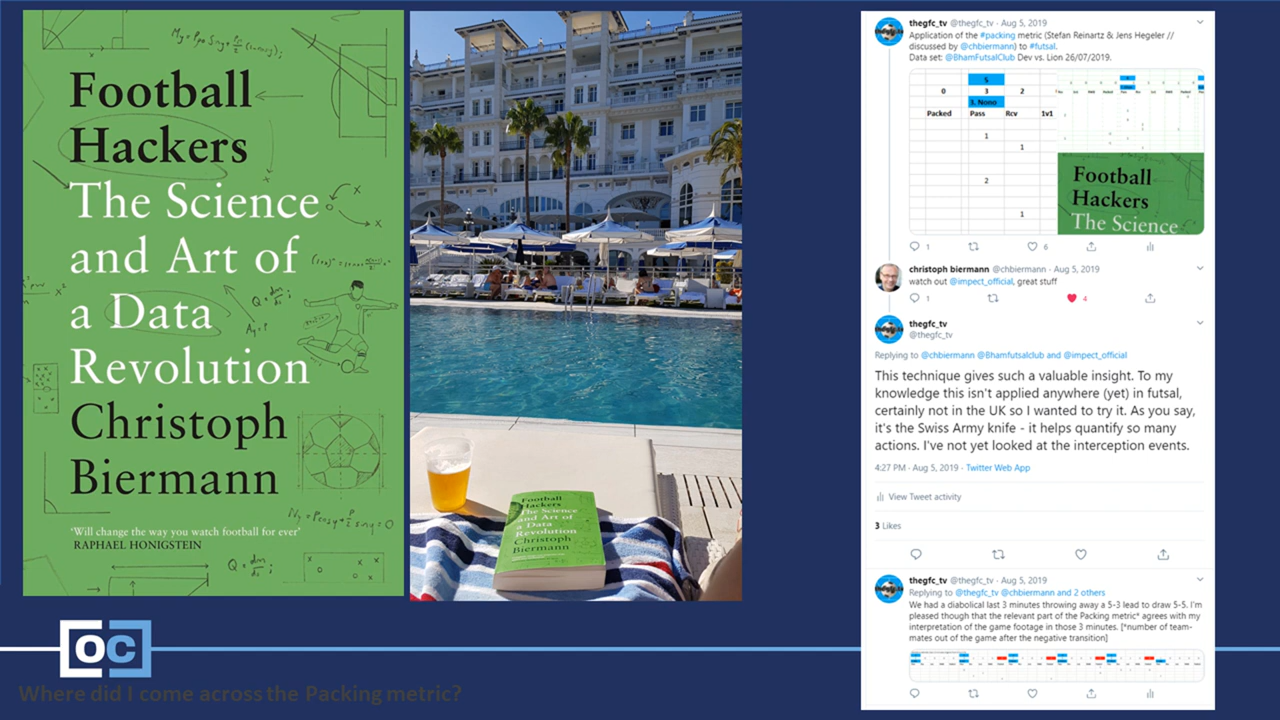 Football
Hackers
The Science
and Art of
a Data
Revolution
Christoph
Biermann
'Will change the way you watch football for ever'
RAPHAEL HONIGSTEIN
Football
Hackers
The Science
and Art of
a Data
Revolution
Christoph
Biermann
thegfc_tv @thegfc_tv · Aug 5, 2019
Application of the #packing metric (Stefan Reinartz & Jens Hegeler //
discussed by @chbiermann) to #futsal.
Data set: @BhamFutsalClub Dev vs. Lion 26/07/2019.
5
0 3 2
3. Nono
Packed Pass Rcv 1v1
1
1
2
1
Football
Hackers
The Science
1 6
christoph biermann @chbiermann · Aug 5, 2019
watch out @impect_official, great stuff
1 4
thegfc_tv
@thegfc_tv
Replying to @chbiermann @Bhamfutsalclub and @impect_official
This technique gives such a valuable insight. To my
knowledge this isn't applied anywhere (yet) in futsal,
certainly not in the UK so I wanted to try it. As you say,
it's the Swiss Army knife - it helps quantify so many
actions. I've not yet looked at the interception events.
4:27 PM · Aug 5, 2019 · Twitter Web App
View Tweet activity
3 Likes
thegfc_tv @thegfc_tv · Aug 5, 2019
Replying to @thegfc_tv @chbiermann and 2 others
We had a diabolical last 3 minutes throwing away a 5-3 lead to draw 5-5. I'm
pleased though that the relevant part of the Packing metric* agrees with my
interpretation of the game footage in those 3 minutes. [*number of team-
mates out of the game after the negative transition]
OC
Where did I come across the Packing metric?